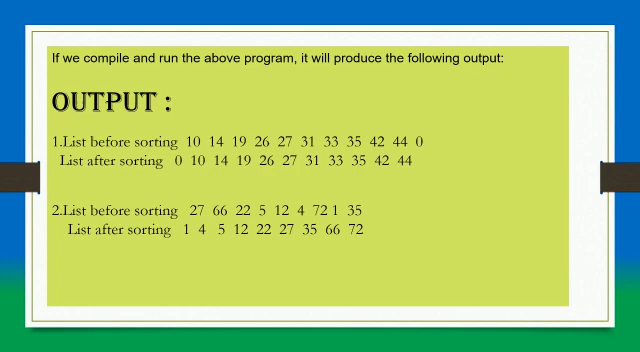 If we compile and run the above program, it will produce the following output:
OUTPUT :
1.List before sorting 10 14 19 26 27 31 33 35 42 44 0
List after sorting 0 10 14 19 26 27 31 33 35 42 44
2.List before sorting 27 66 22 5 12 4 72 1 35
List after sorting 1 4 5 12 22 27 35 66 72